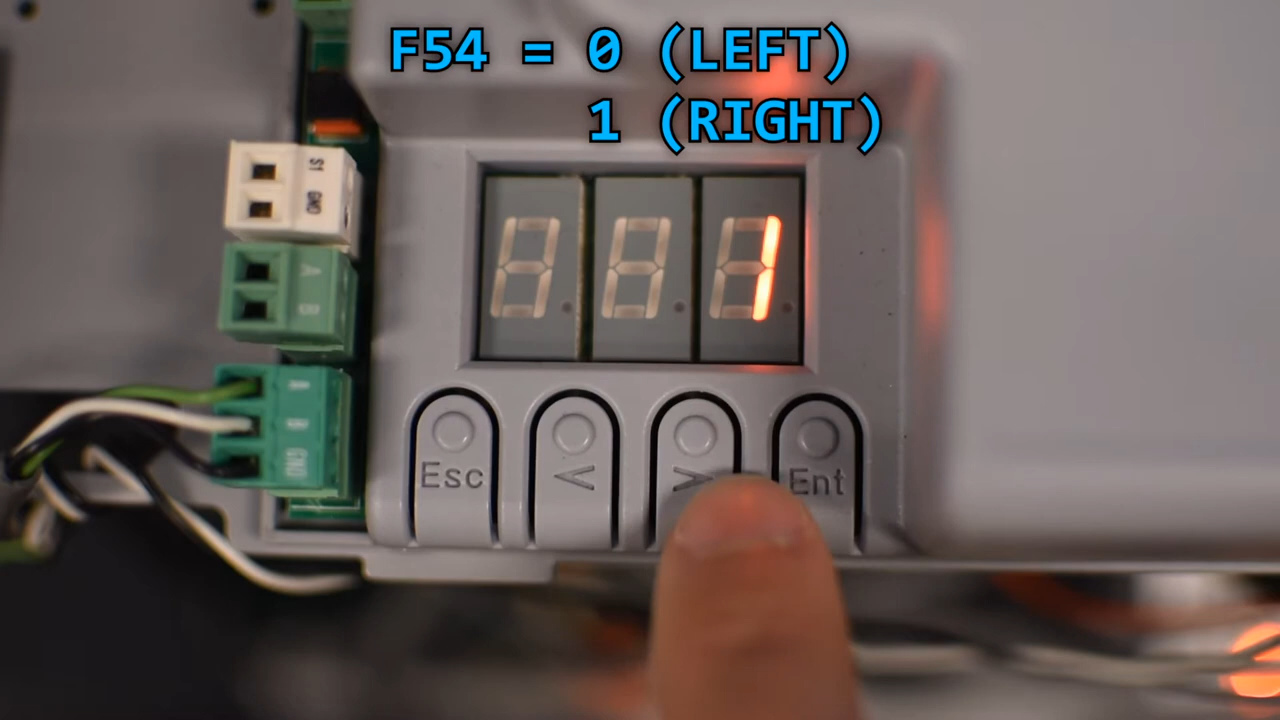 F54 = 0 (LEFT)
1 (RIGHT)
S1
GND
A
B
1
A
B
GND
Esc
<
>
Ent